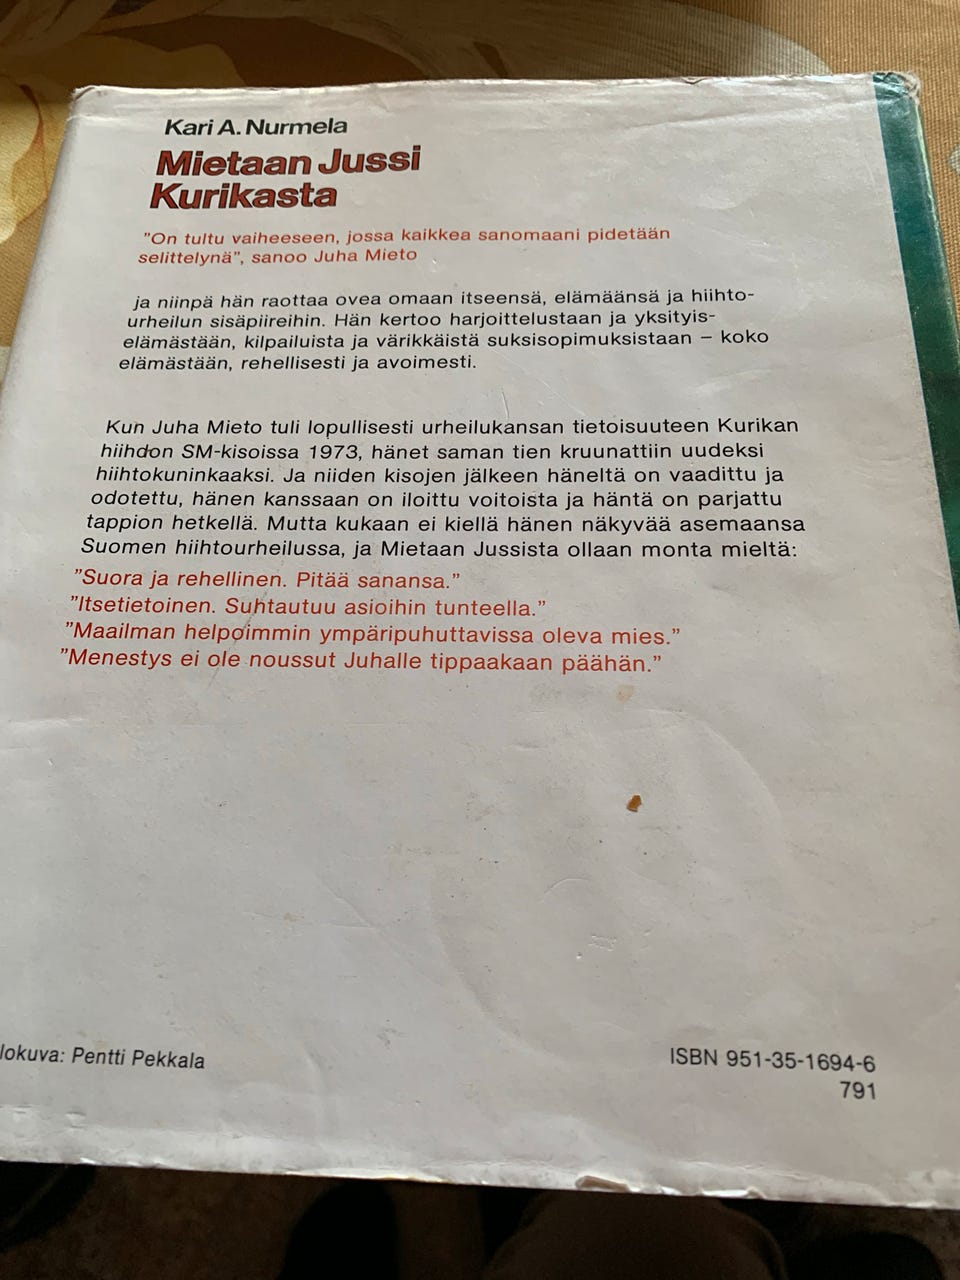 Kari A. Nurmela
Mietaan Jussi
Kurikasta
”On tultu vaiheeseen, jossa kaikkea sanomaani pidetään
selittelynä”, sanoo Juha Mieto
ja niinpä hän raottaa ovea omaan itseensä, elämäänsä ja hiihto-
urheilun sisäpiireihin. Hän kertoo harjoittelustaan ja yksityis-
elämästään, kilpailuista ja värikkäistä suksisopimuksistaan – koko
elämästään, rehellisesti ja avoimesti.
Kun Juha Mieto tuli lopullisesti urheilukansan tietoisuuteen Kurikan
hiihdon SM-kisoissa 1973, hänet saman tien kruunattiin uudeksi
hiihtokuninkaaksi. Ja niiden kisojen jälkeen häneltä on vaadittu ja
odotettu, hänen kanssaan on iloittu voitoista ja häntä on parjattu
tappion hetkellä. Mutta kukaan ei kiellä hänen näkyvää asemaansa
Suomen hiihtourheilussa, ja Mietaan Jussista ollaan monta mieltä:
”Suora ja rehellinen. Pitää sanansa.”
”Itsetietoinen. Suhtautuu asioihin tunteella.”
”Maailman helpoimmin ympäripuhuttavissa oleva mies.”
”Menestys ei ole noussut Juhalle tippaakaan päähän.”
lokuva: Pentti Pekkala
ISBN 951-35-1694-6
791